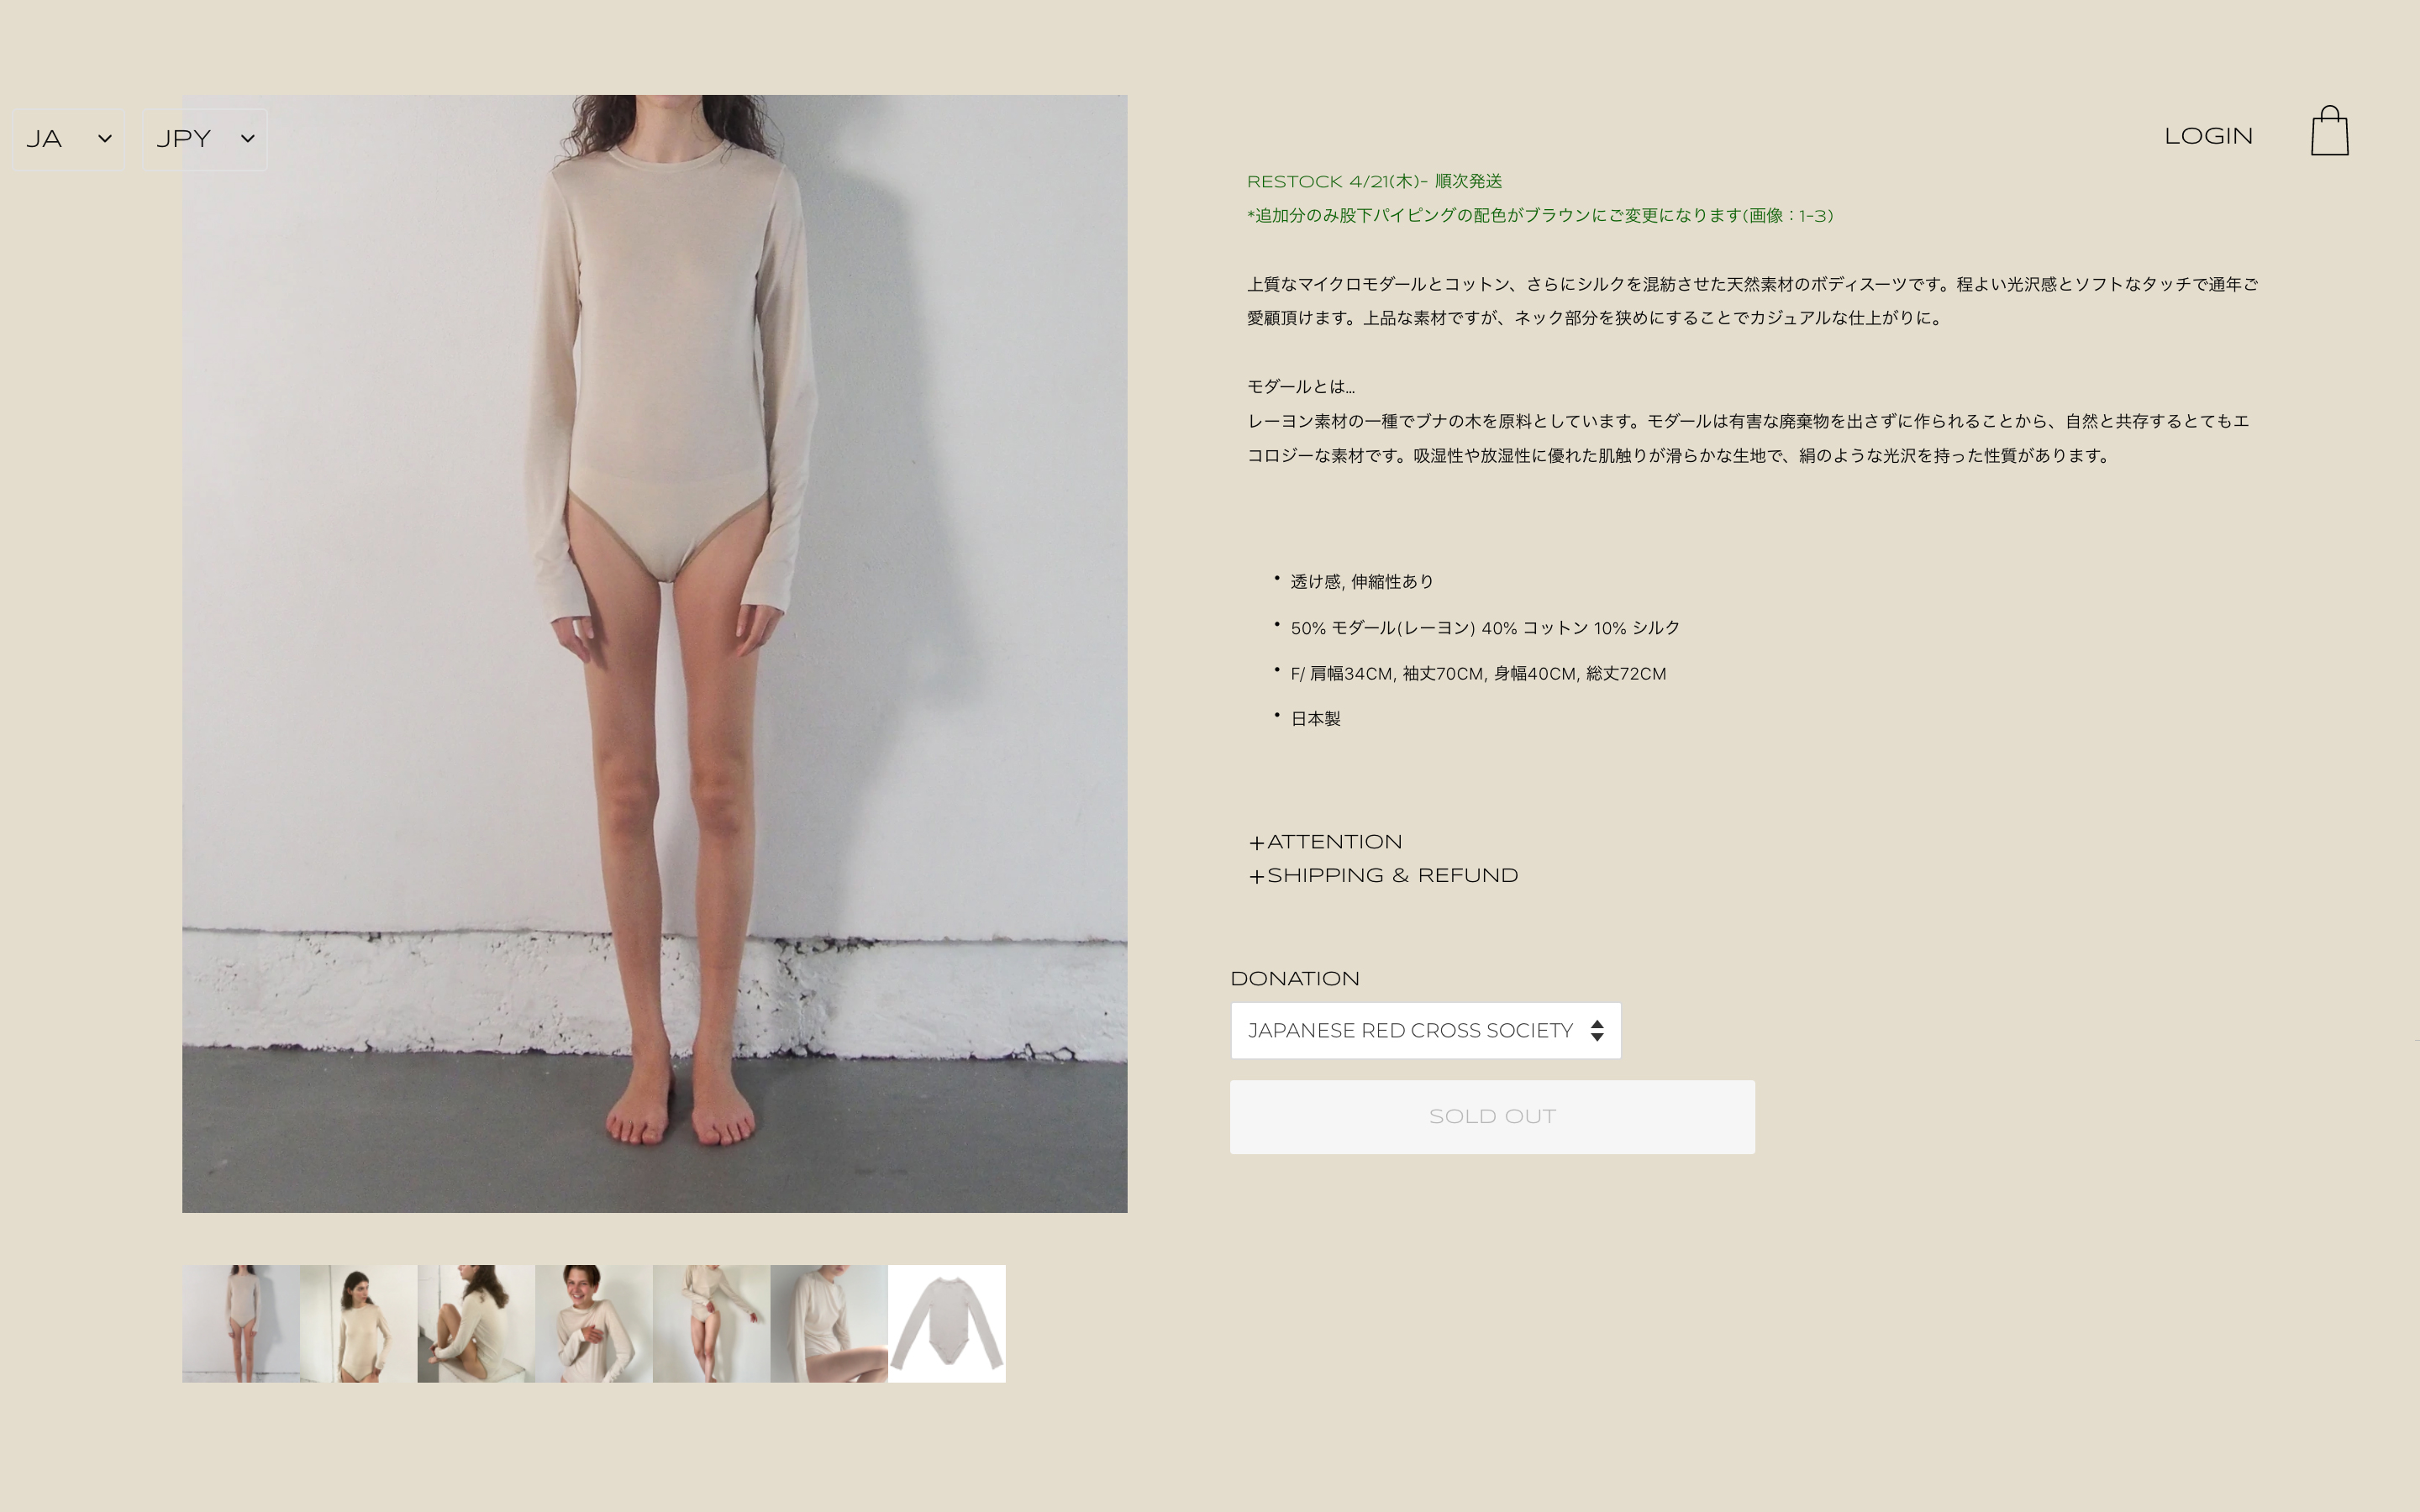 JA
JPY
LOGIN
RESTOCK 4/21(木)- 順次発送
*追加分のみ股下パイピングの配色がブラウンにご変更になります(画像：1-3)
上質なマイクロモダールとコットン、さらにシルクを混紡させた天然素材のボディスーツです。程よい光沢感とソフトなタッチで通年ご
愛顧頂けます。上品な素材ですが、ネック部分を狭めにすることでカジュアルな仕上がりに。
モダールとは...
レーヨン素材の一種でブナの木を原料としています。モダールは有害な廃棄物を出さずに作られることから、自然と共存するとてもエ
コロジーな素材です。吸湿性や放湿性に優れた肌触りが滑らかな生地で、絹のような光沢を持った性質があります。
• 透け感, 伸縮性あり
• 50% モダール(レーヨン) 40% コットン 10% シルク
• F/ 肩幅34CM, 袖丈70CM, 身幅40CM, 総丈72CM
• 日本製
+ATTENTION
+SHIPPING & REFUND
DONATION
JAPANESE RED CROSS SOCIETY
SOLD OUT